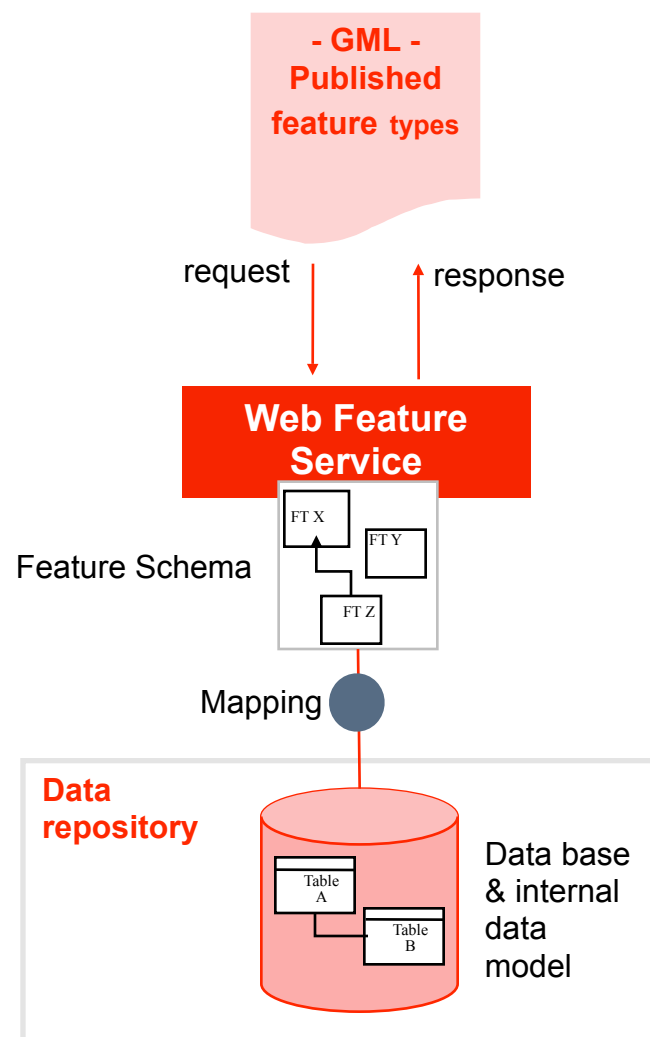 - GML -
Published
feature types
request
response
Web Feature
Service
FT X
FT Y
Feature Schema
FT Z
Mapping
Data
repository
Table
A
Table
B
Data base
& internal
data
model